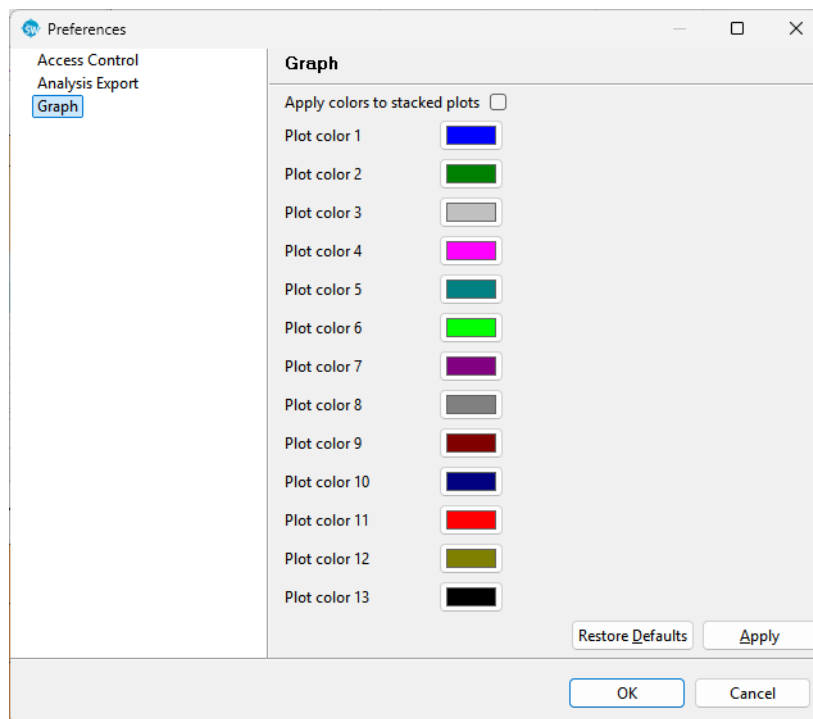 SW Preferences
Access Control
Analysis Export
Graph
Graph
Apply colors to stacked plots
Plot color 1
Plot color 2
Plot color 3
Plot color 4
Plot color 5
Plot color 6
Plot color 7
Plot color 8
Plot color 9
Plot color 10
Plot color 11
Plot color 12
Plot color 13
Restore Defaults Apply
OK Cancel